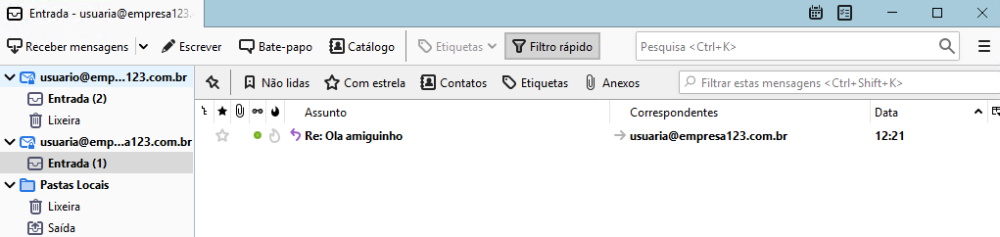 Entrada - usuaria@empresa123.
Receber mensagens Escrever Bate-papo Catálogo Etiquetas Filtro rápido Pesquisa <Ctrl+K>
usuario@emp...123.com.br
Entrada (2)
Lixeira
usuaria@emp...a123.com.br
Entrada (1)
Pastas Locais
Lixeira
Saída
Não lidas Com estrela Contatos Etiquetas Anexos Filtrar estas mensagens <Ctrl+Shift+K>
Assunto Correspondentes Data
Re: Ola amiguinho usuaria@empresa123.com.br 12:21